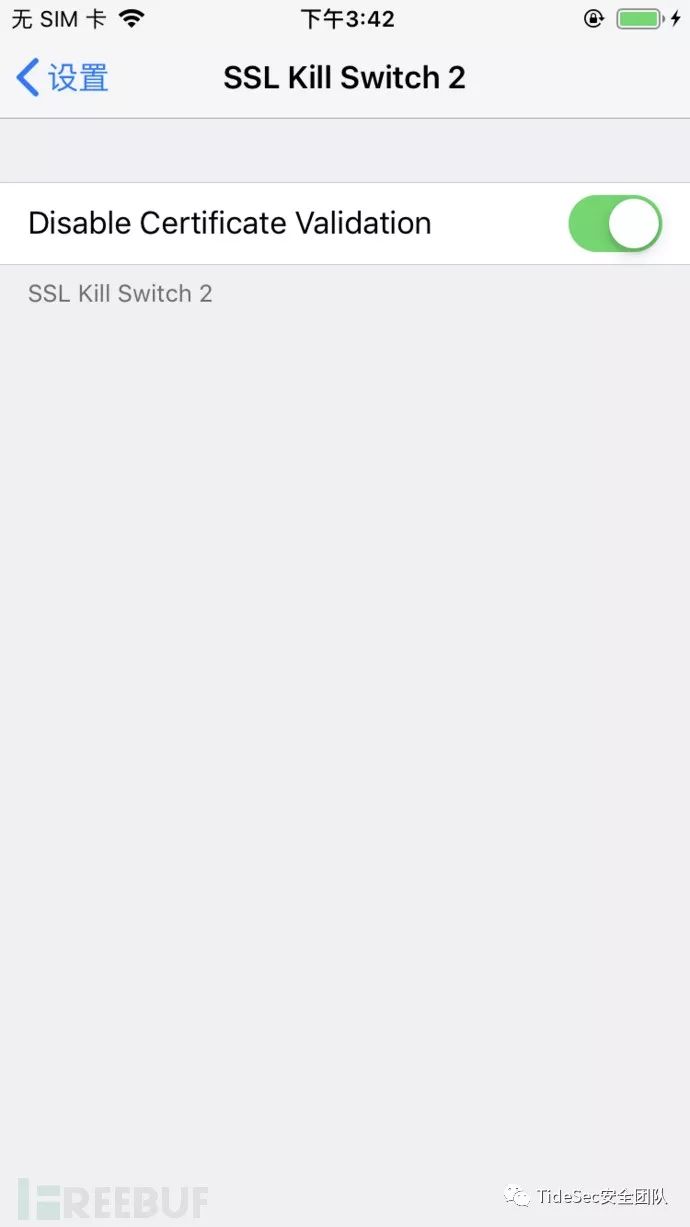 无 SIM 卡 下午3:42
设置 SSL Kill Switch 2
Disable Certificate Validation
SSL Kill Switch 2
FREEBUF TideSec安全团队